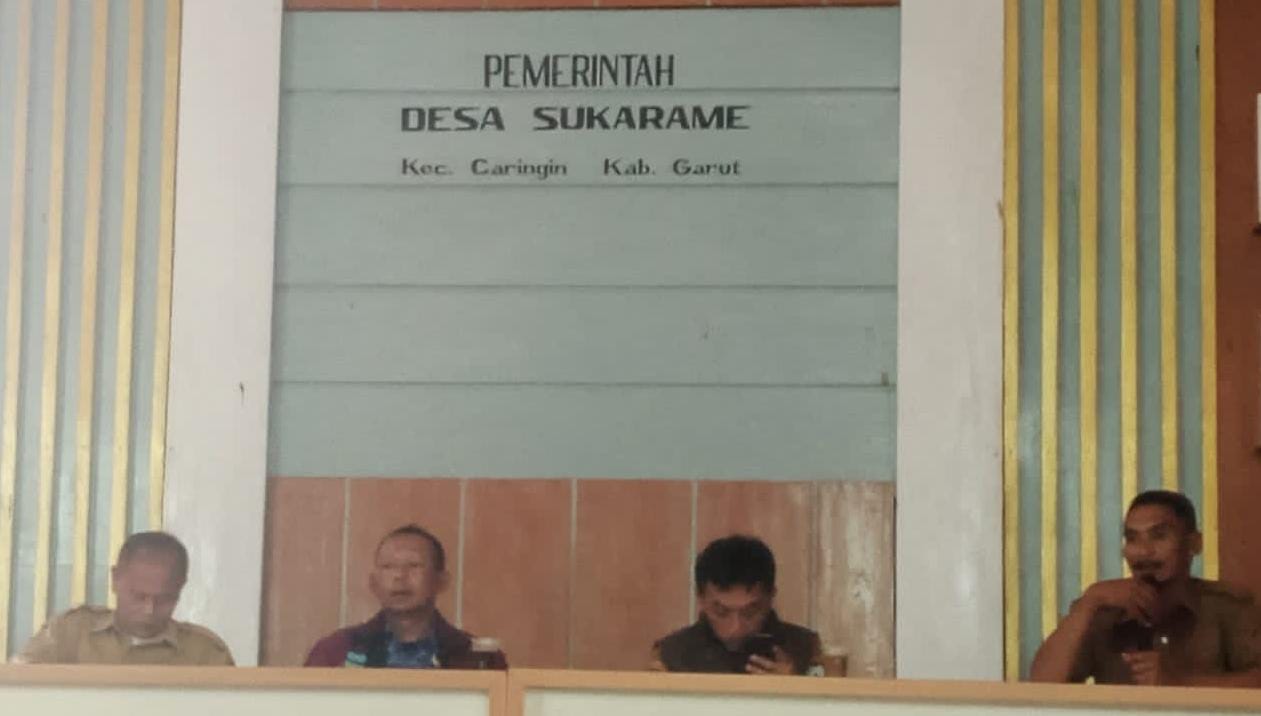 PEMERINTAH
DESA SUKARAME
Kec. Caringin Kab. Garut